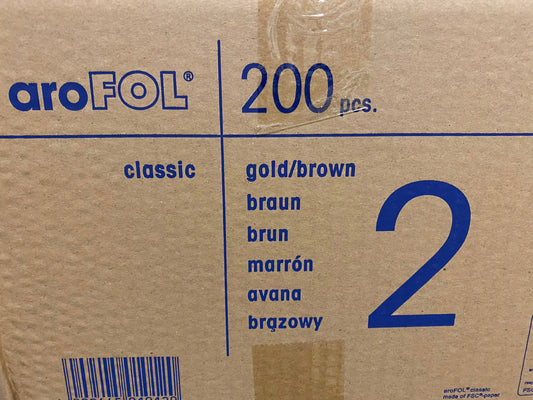 aroFOL®
200 pcs.
classic
gold/brown
braun
brun
marrón
avana
brązowy
2
aroFOL® classic
made of FSC®-paper